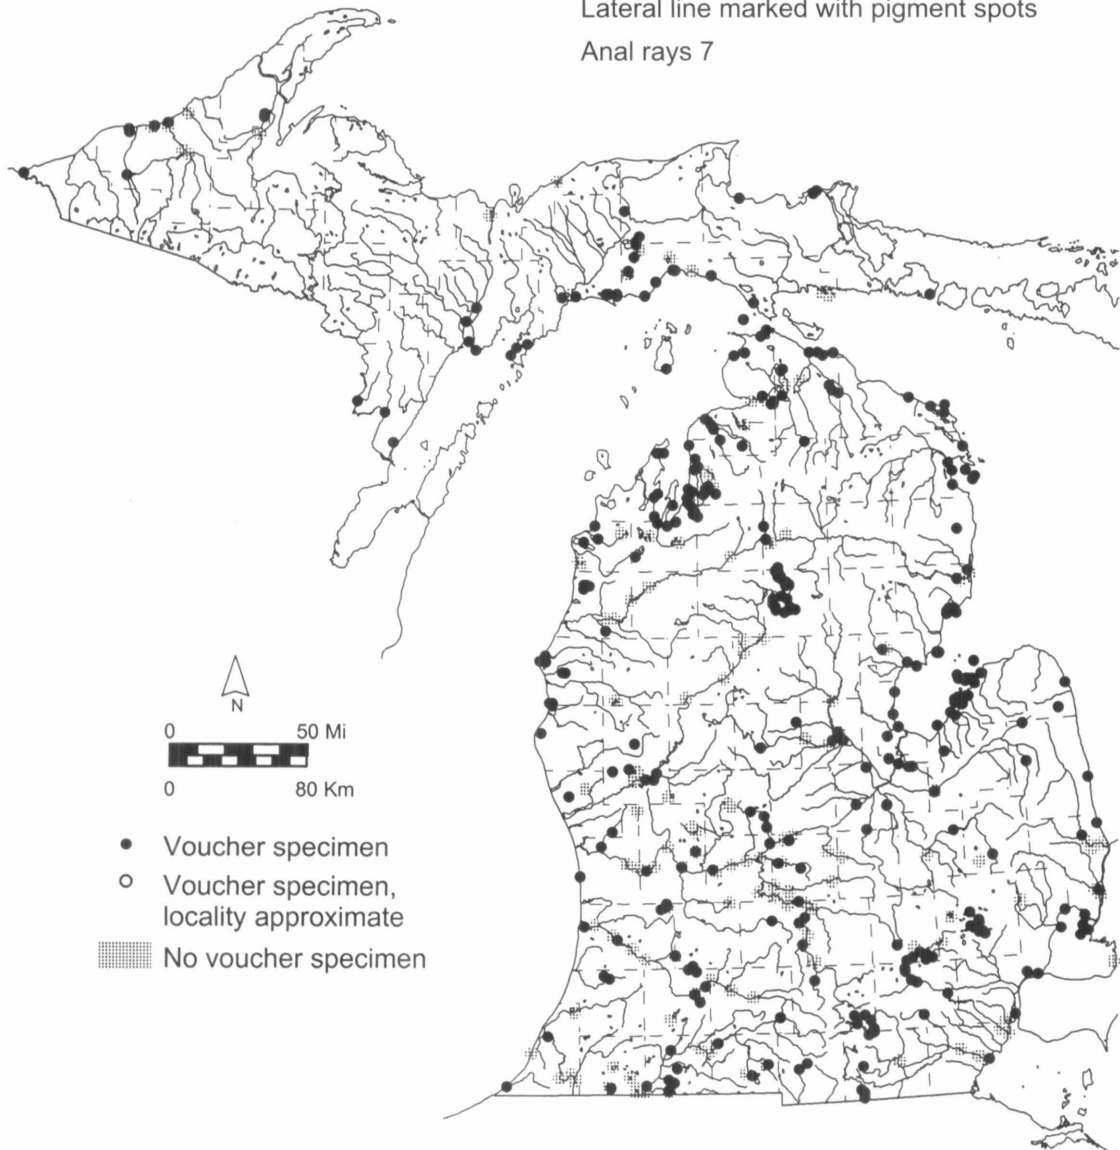 Lateral line marked with pigment spots
Anal rays 7
N
0 50 Mi
0 80 Km
Voucher specimen
Voucher specimen,
locality approximate
No voucher specimen